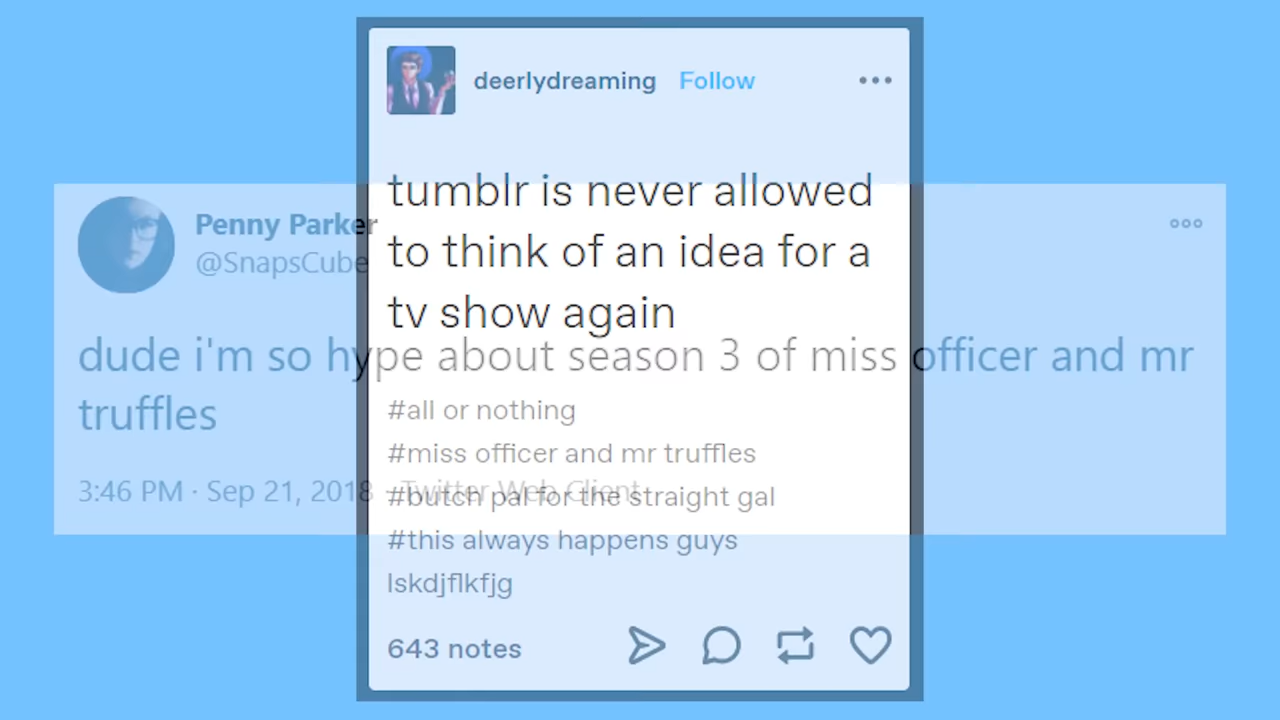 deerlydreaming Follow
tumblr is never allowed
to think of an idea for a
tv show again
#all or nothing
#miss officer and mr truffles
#butch pal for the straight gal
#this always happens guys
lskdjflkfjg
643 notes
Penny Parker
@SnapsCube
dude i'm so hype about season 3 of miss officer and mr
truffles
3:46 PM · Sep 21, 2018 · Twitter Web Client